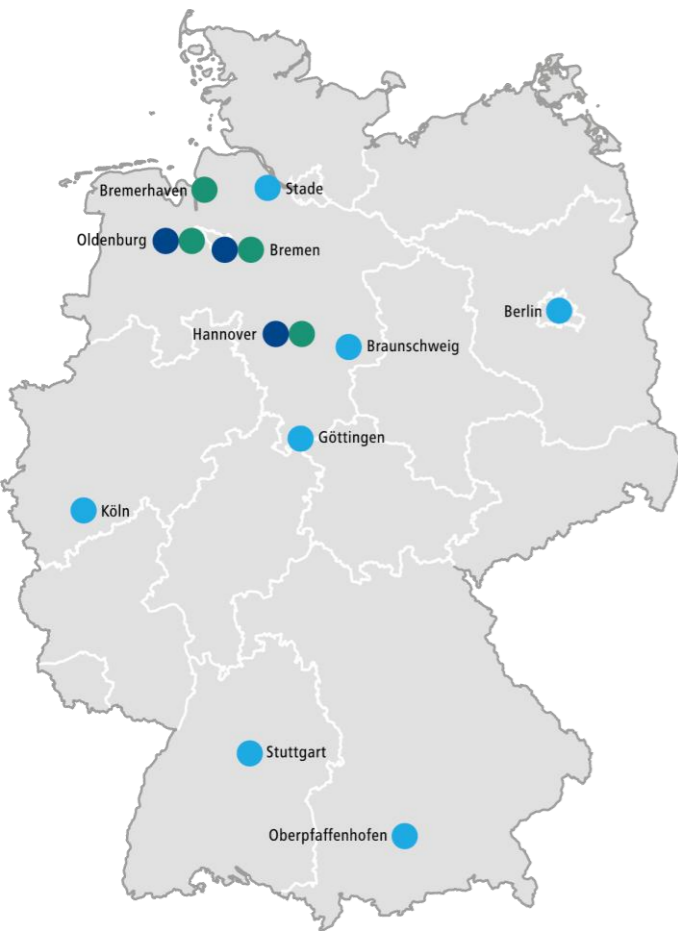 Bremerhaven
Stade
Oldenburg
Bremen
Berlin
Hannover
Braunschweig
Göttingen
Köln
Stuttgart
Oberpfaffenhofen